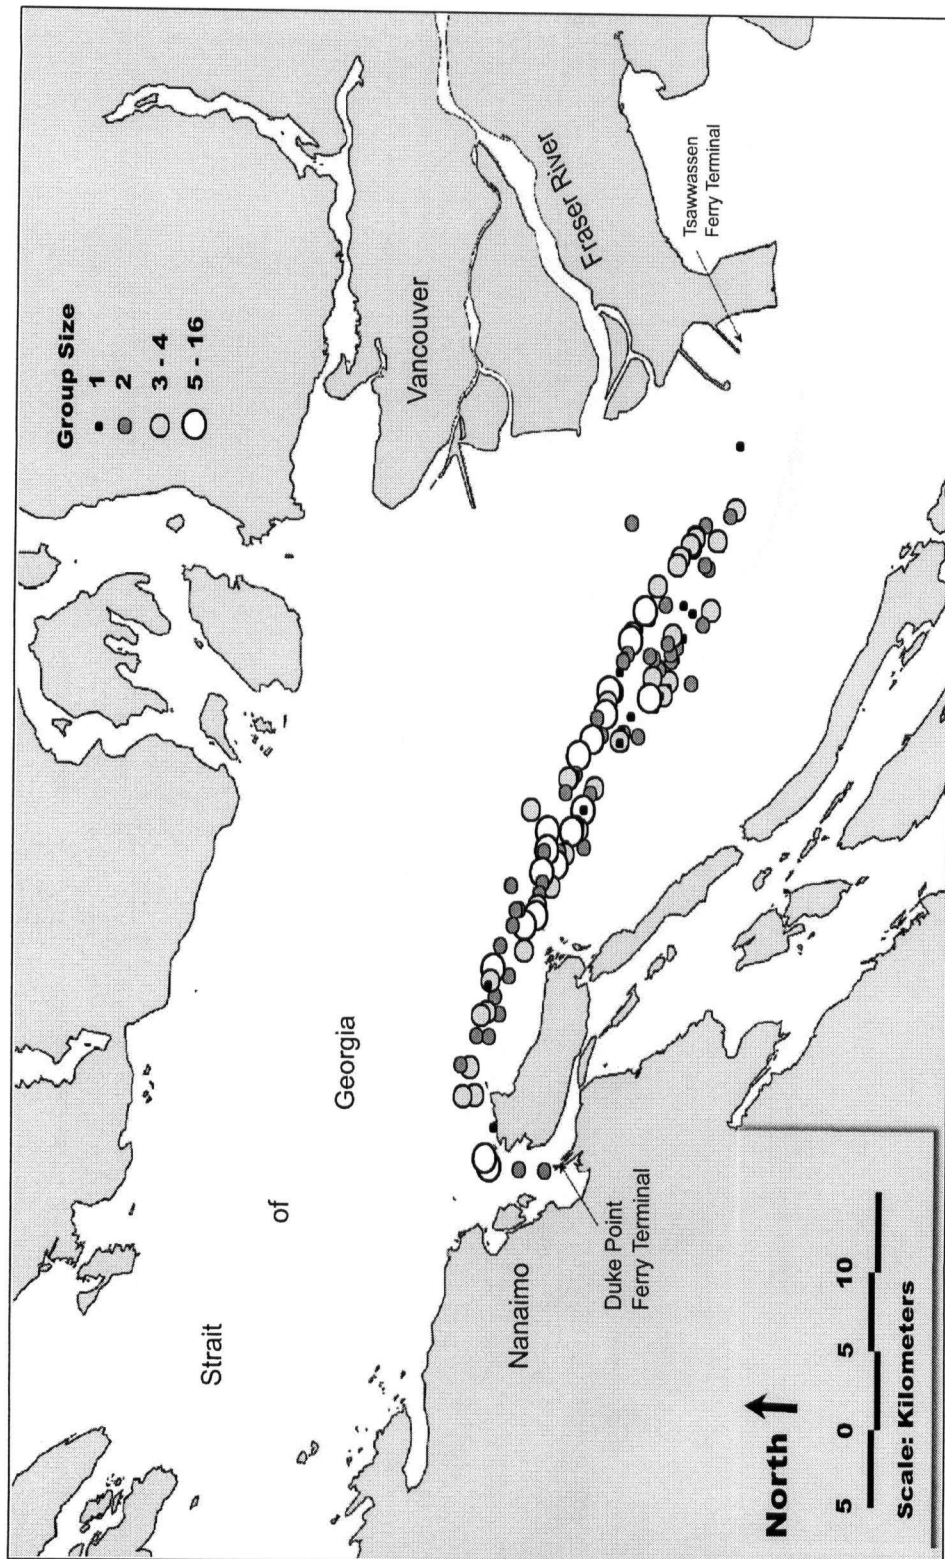 Group Size
1
2
3 - 4
5 - 16
Vancouver
Fraser River
Tsawwassen
Ferry Terminal
Strait
of
Georgia
Nanaimo
Duke Point
Ferry Terminal
North
5 0 5 10
Scale: Kilometers